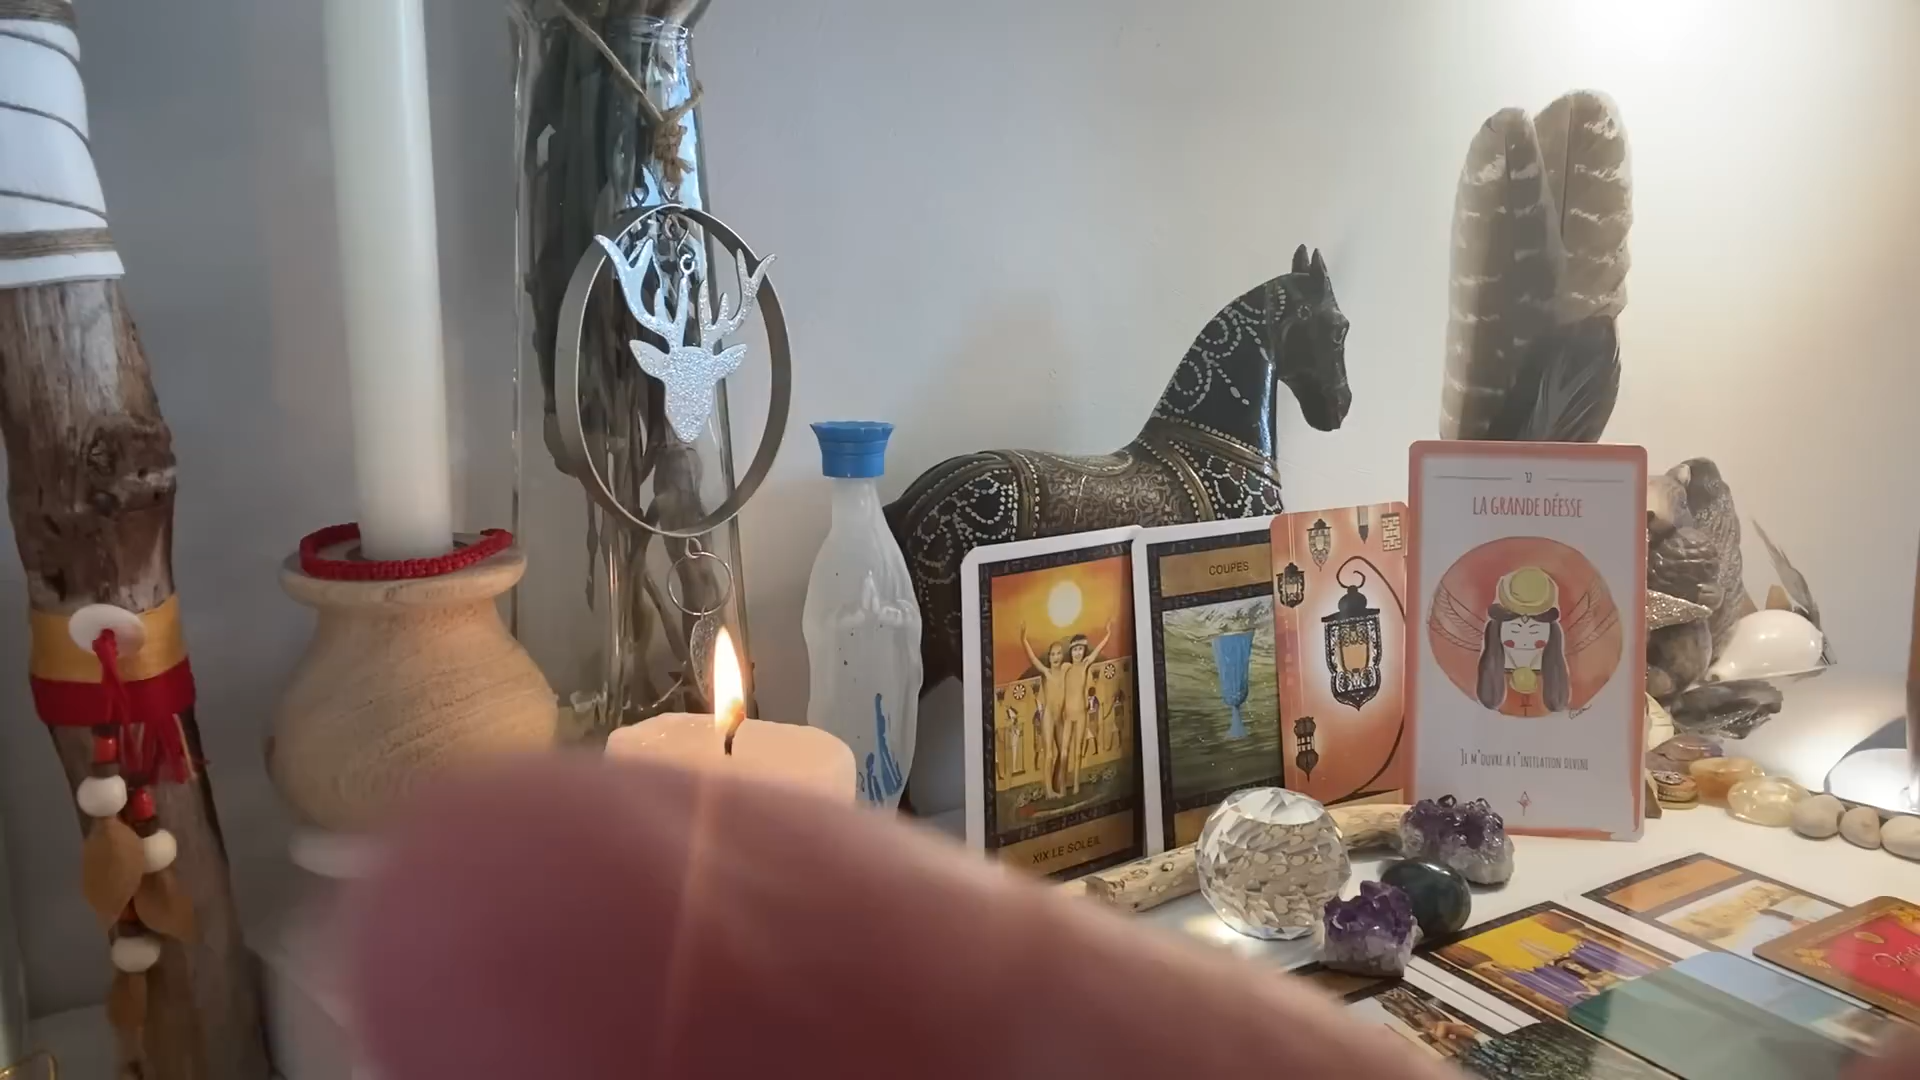 COUPES
XIX LE SOLEIL
LA GRANDE DÉESSE
JE M'OUVRE À L'INITIATION DIVINE